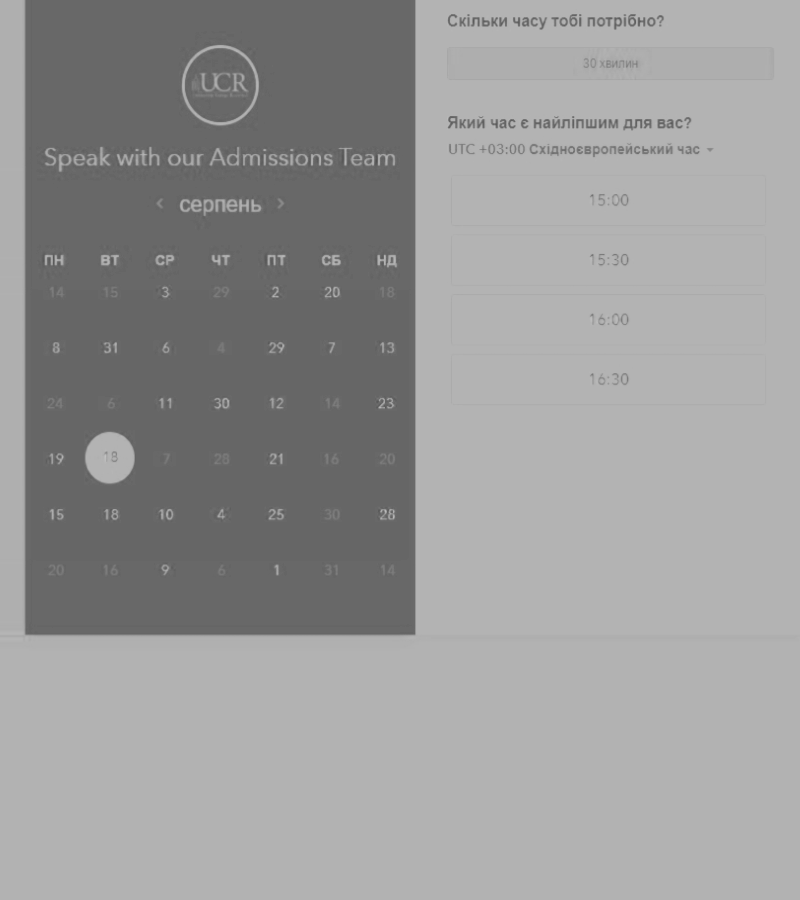 UCR
Speak with our Admissions Team
серпень
ПН ВТ СР ЧТ ПТ СБ НД
14 15 3 29 2 20 18
8 31 6 4 29 7 13
24 6 11 30 12 14 23
19 18 7 28 21 16 20
15 18 10 4 25 30 28
20 16 9 6 1 31 14
Скільки часу тобі потрібно?
30 хвилин
Який час є найліпшим для вас?
UTC +03:00 Східноєвропейський час
15:00
15:30
16:00
16:30